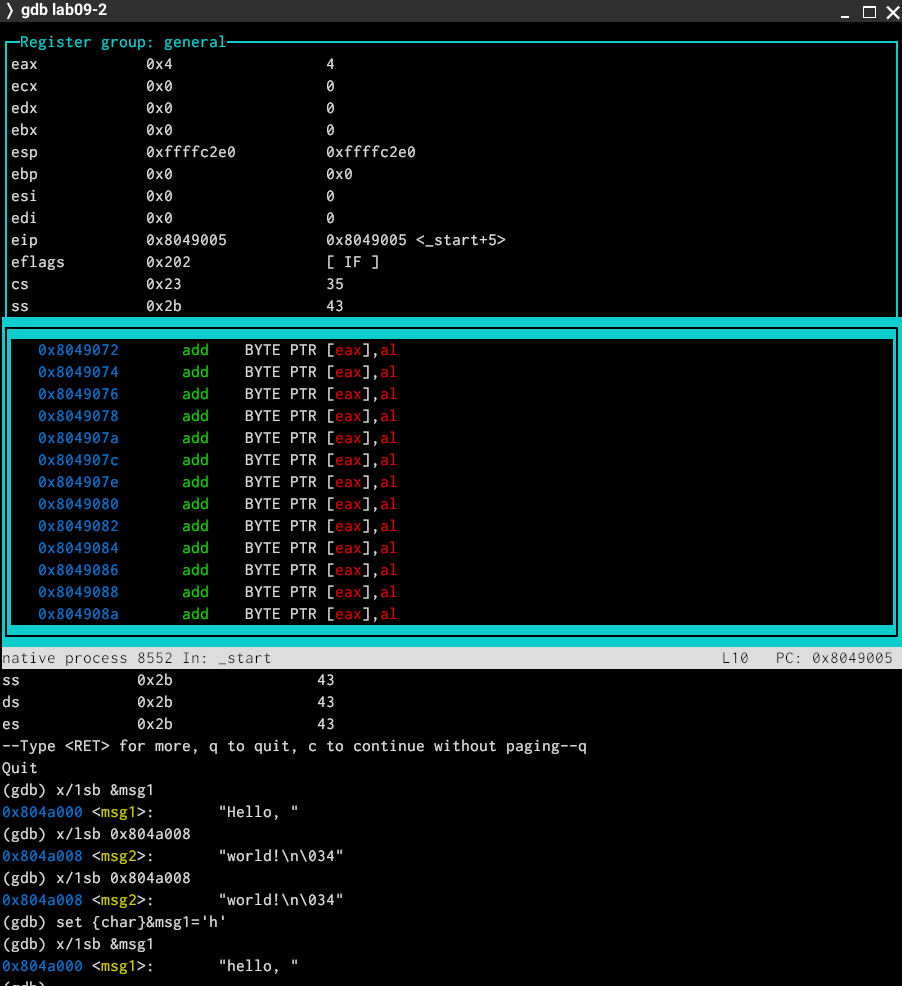 ❯ gdb lab09-2
Register group: general
eax 0x4 4
ecx 0x0 0
edx 0x0 0
ebx 0x0 0
esp 0xffffc2e0 0xffffc2e0
ebp 0x0 0x0
esi 0x0 0
edi 0x0 0
eip 0x8049005 0x8049005 <_start+5>
eflags 0x202 [ IF ]
cs 0x23 35
ss 0x2b 43
0x8049072 add BYTE PTR [eax],al
0x8049074 add BYTE PTR [eax],al
0x8049076 add BYTE PTR [eax],al
0x8049078 add BYTE PTR [eax],al
0x804907a add BYTE PTR [eax],al
0x804907c add BYTE PTR [eax],al
0x804907e add BYTE PTR [eax],al
0x8049080 add BYTE PTR [eax],al
0x8049082 add BYTE PTR [eax],al
0x8049084 add BYTE PTR [eax],al
0x8049086 add BYTE PTR [eax],al
0x8049088 add BYTE PTR [eax],al
0x804908a add BYTE PTR [eax],al
native process 8552 In: _start L10 PC: 0x8049005
ss 0x2b 43
ds 0x2b 43
es 0x2b 43
--Type <RET> for more, q to quit, c to continue without paging--q
Quit
(gdb) x/1sb &msg1
0x804a000 <msg1>: "Hello, "
(gdb) x/lsb 0x804a008
0x804a008 <msg2>: "world!\n\034"
(gdb) x/1sb 0x804a008
0x804a008 <msg2>: "world!\n\034"
(gdb) set {char}&msg1='h'
(gdb) x/1sb &msg1
0x804a000 <msg1>: "hello, "
(gdb)